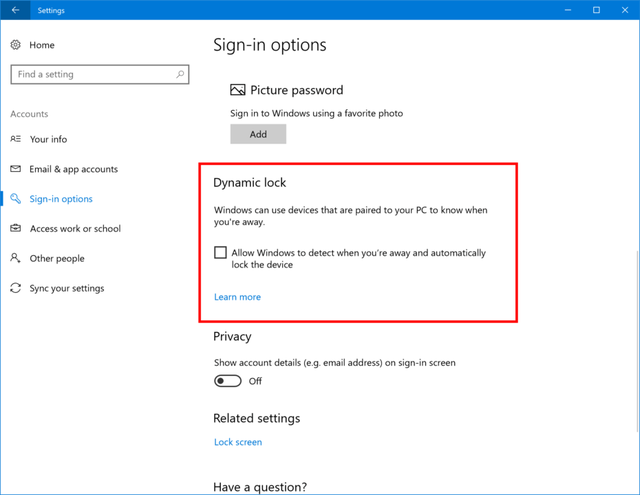 Settings
Home
Find a setting
Accounts
Your info
Email & app accounts
Sign-in options
Access work or school
Other people
Sync your settings
Sign-in options
Picture password
Sign in to Windows using a favorite photo
Add
Dynamic lock
Windows can use devices that are paired to your PC to know when
you're away.
Allow Windows to detect when you're away and automatically
lock the device
Learn more
Privacy
Show account details (e.g. email address) on sign-in screen
Off
Related settings
Lock screen
Have a question?